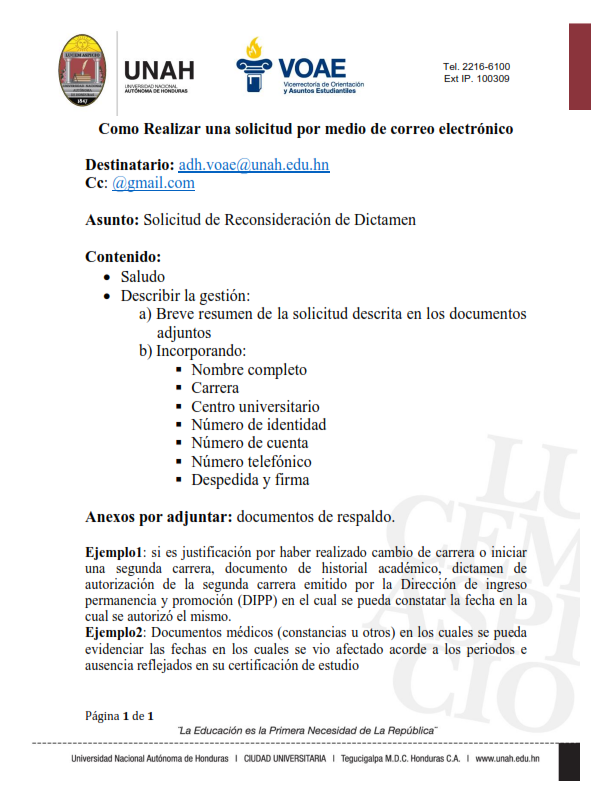 LUCEM ASPICIO
1847
UNAH
UNIVERSIDAD NACIONAL
AUTÓNOMA DE HONDURAS
VOAE
Vicerrectoría de Orientación
y Asuntos Estudiantiles
Tel. 2216-6100
Ext IP. 100309
Como Realizar una solicitud por medio de correo electrónico
Destinatario: adh.voae@unah.edu.hn
Cc: @gmail.com
Asunto: Solicitud de Reconsideración de Dictamen
Contenido:
• Saludo
• Describir la gestión:
a) Breve resumen de la solicitud descrita en los documentos
adjuntos
b) Incorporando:
▪ Nombre completo
▪ Carrera
▪ Centro universitario
▪ Número de identidad
▪ Número de cuenta
▪ Número telefónico
▪ Despedida y firma
Anexos por adjuntar: documentos de respaldo.
Ejemplo1: si es justificación por haber realizado cambio de carrera o iniciar
una segunda carrera, documento de historial académico, dictamen de
autorización de la segunda carrera emitido por la Dirección de ingreso
permanencia y promoción (DIPP) en el cual se pueda constatar la fecha en la
cual se autorizó el mismo.
Ejemplo2: Documentos médicos (constancias u otros) en los cuales se pueda
evidenciar las fechas en los cuales se vio afectado acorde a los periodos e
ausencia reflejados en su certificación de estudio
LU
CEM
ASPI
CIO
Página 1 de 1
¨La Educación es la Primera Necesidad de La República¨
Universidad Nacional Autónoma de Honduras | CIUDAD UNIVERSITARIA | Tegucigalpa M.D.C. Honduras C.A. | www.unah.edu.hn